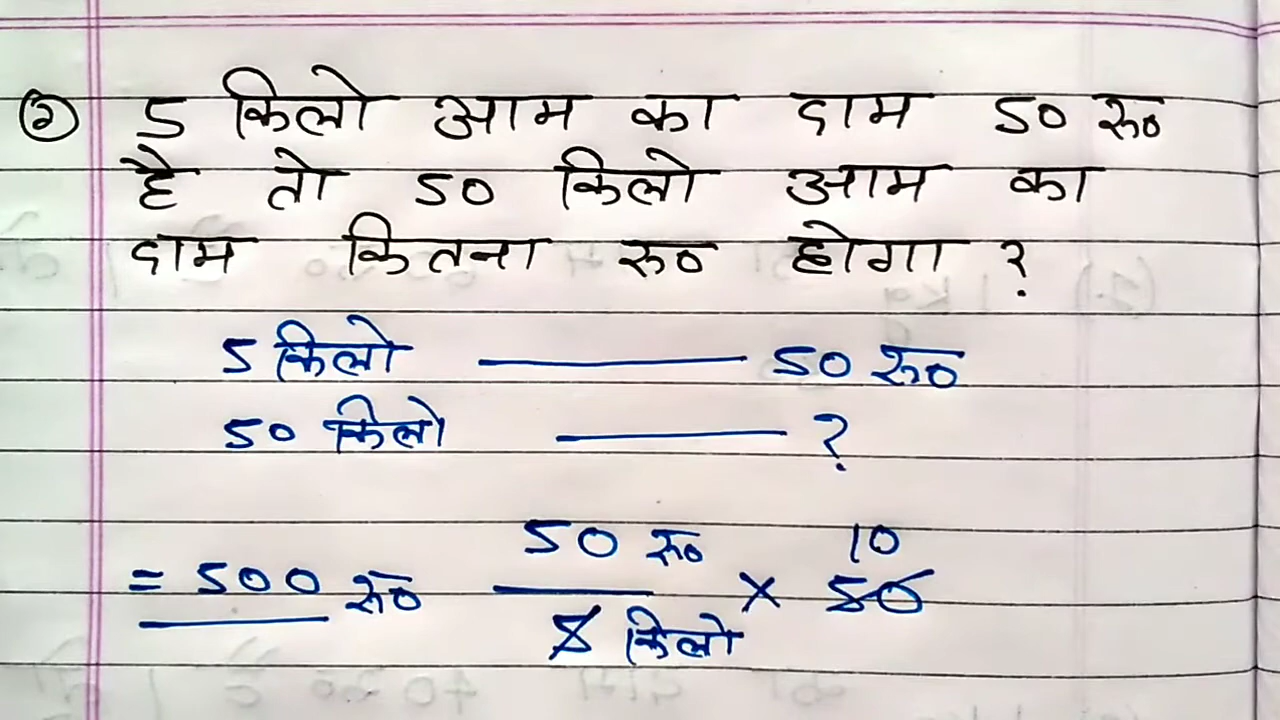 ② 5 किलो आम का दाम 50 रु०
है तो 50 किलो आम का
दाम कितना रु० होगा ?
5 किलो —— 50 रु०
50 किलो —— ?
50 रु० 10
= 500 रु० × 50
5 किलो